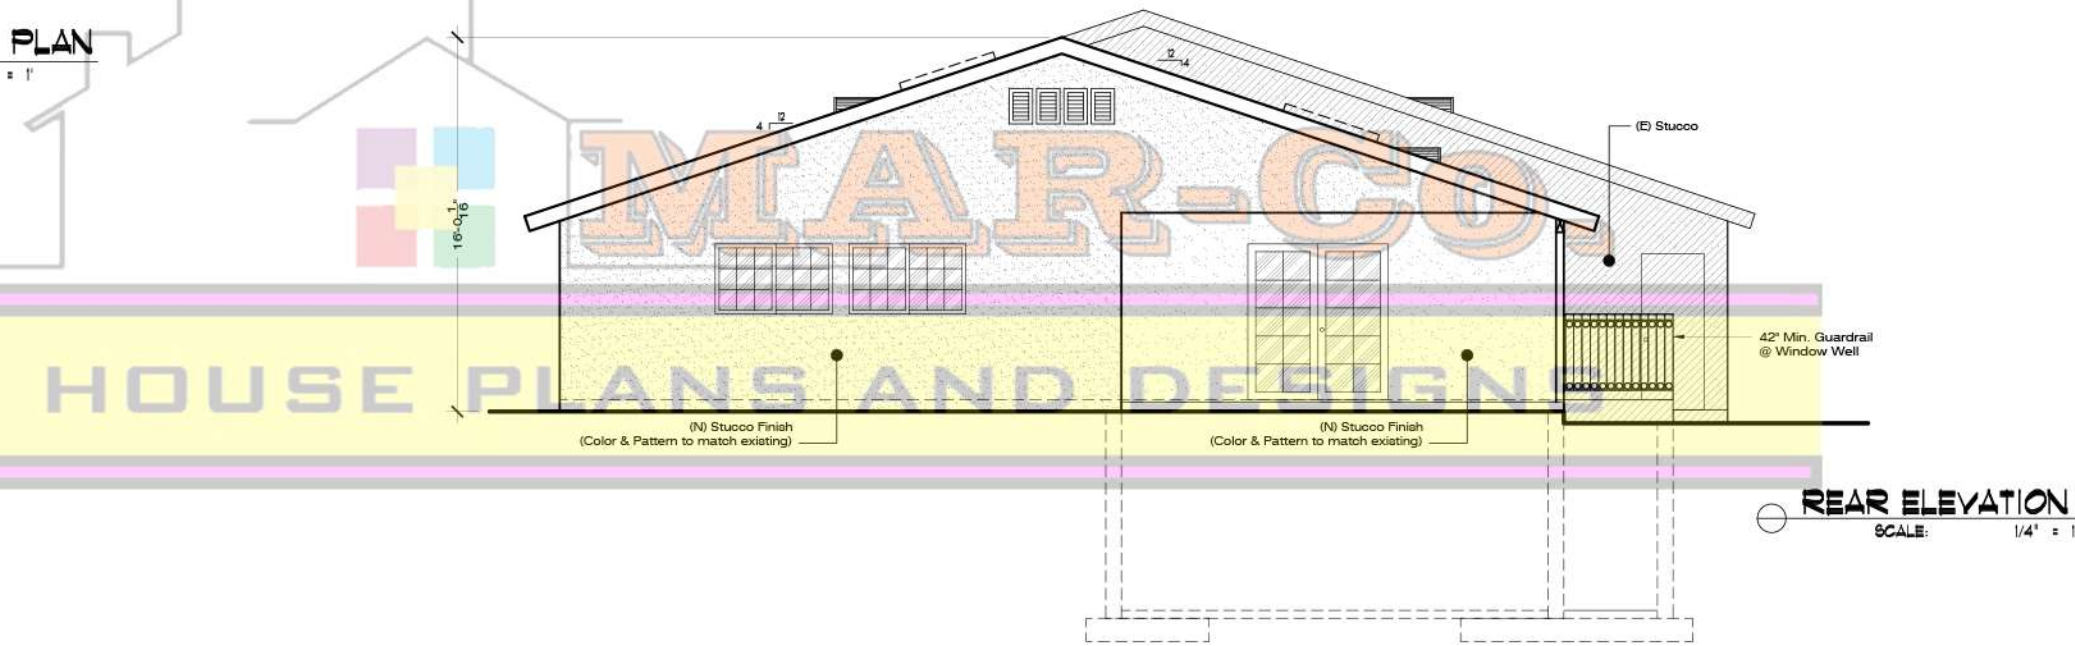 PLAN
= 1'
12
4
12
4
(E) Stucco
MAR-Co.
16'-0 1/16"
42" Min. Guardrail
@ Window Well
HOUSE PLANS AND DESIGNS
(N) Stucco Finish
(Color & Pattern to match existing)
(N) Stucco Finish
(Color & Pattern to match existing)
REAR ELEVATION
SCALE: 1/4" = 1